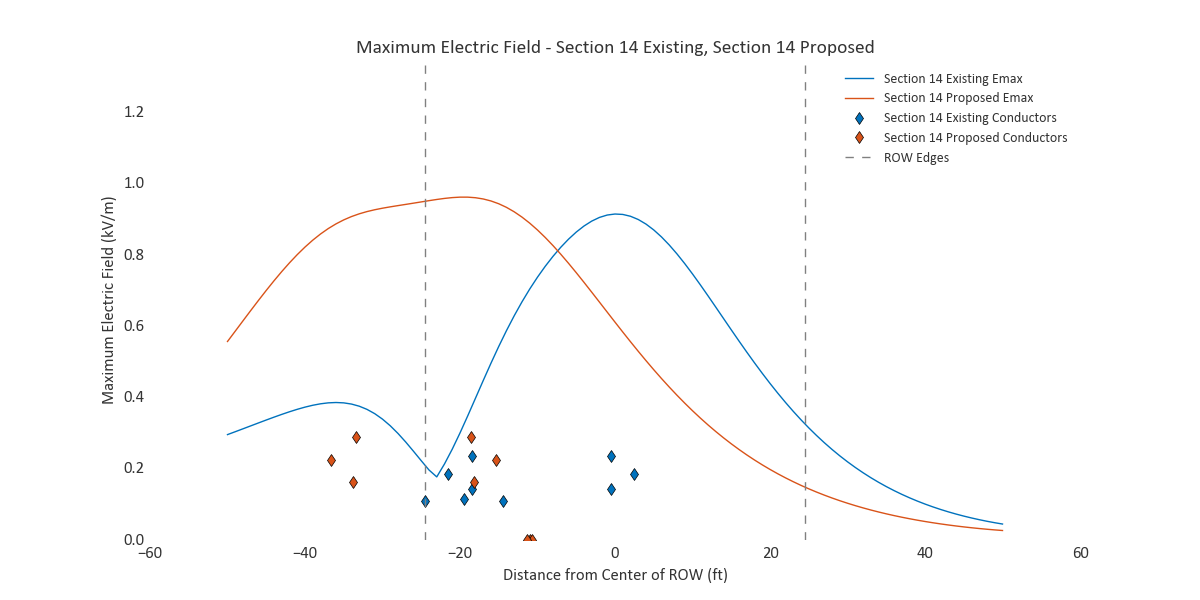 Maximum Electric Field - Section 14 Existing, Section 14 Proposed
Section 14 Existing Emax
Section 14 Proposed Emax
Section 14 Existing Conductors
Section 14 Proposed Conductors
ROW Edges
Maximum Electric Field (kV/m)
1.2
1.0
0.8
0.6
0.4
0.2
0.0
−60
−40
−20
0
20
40
60
Distance from Center of ROW (ft)